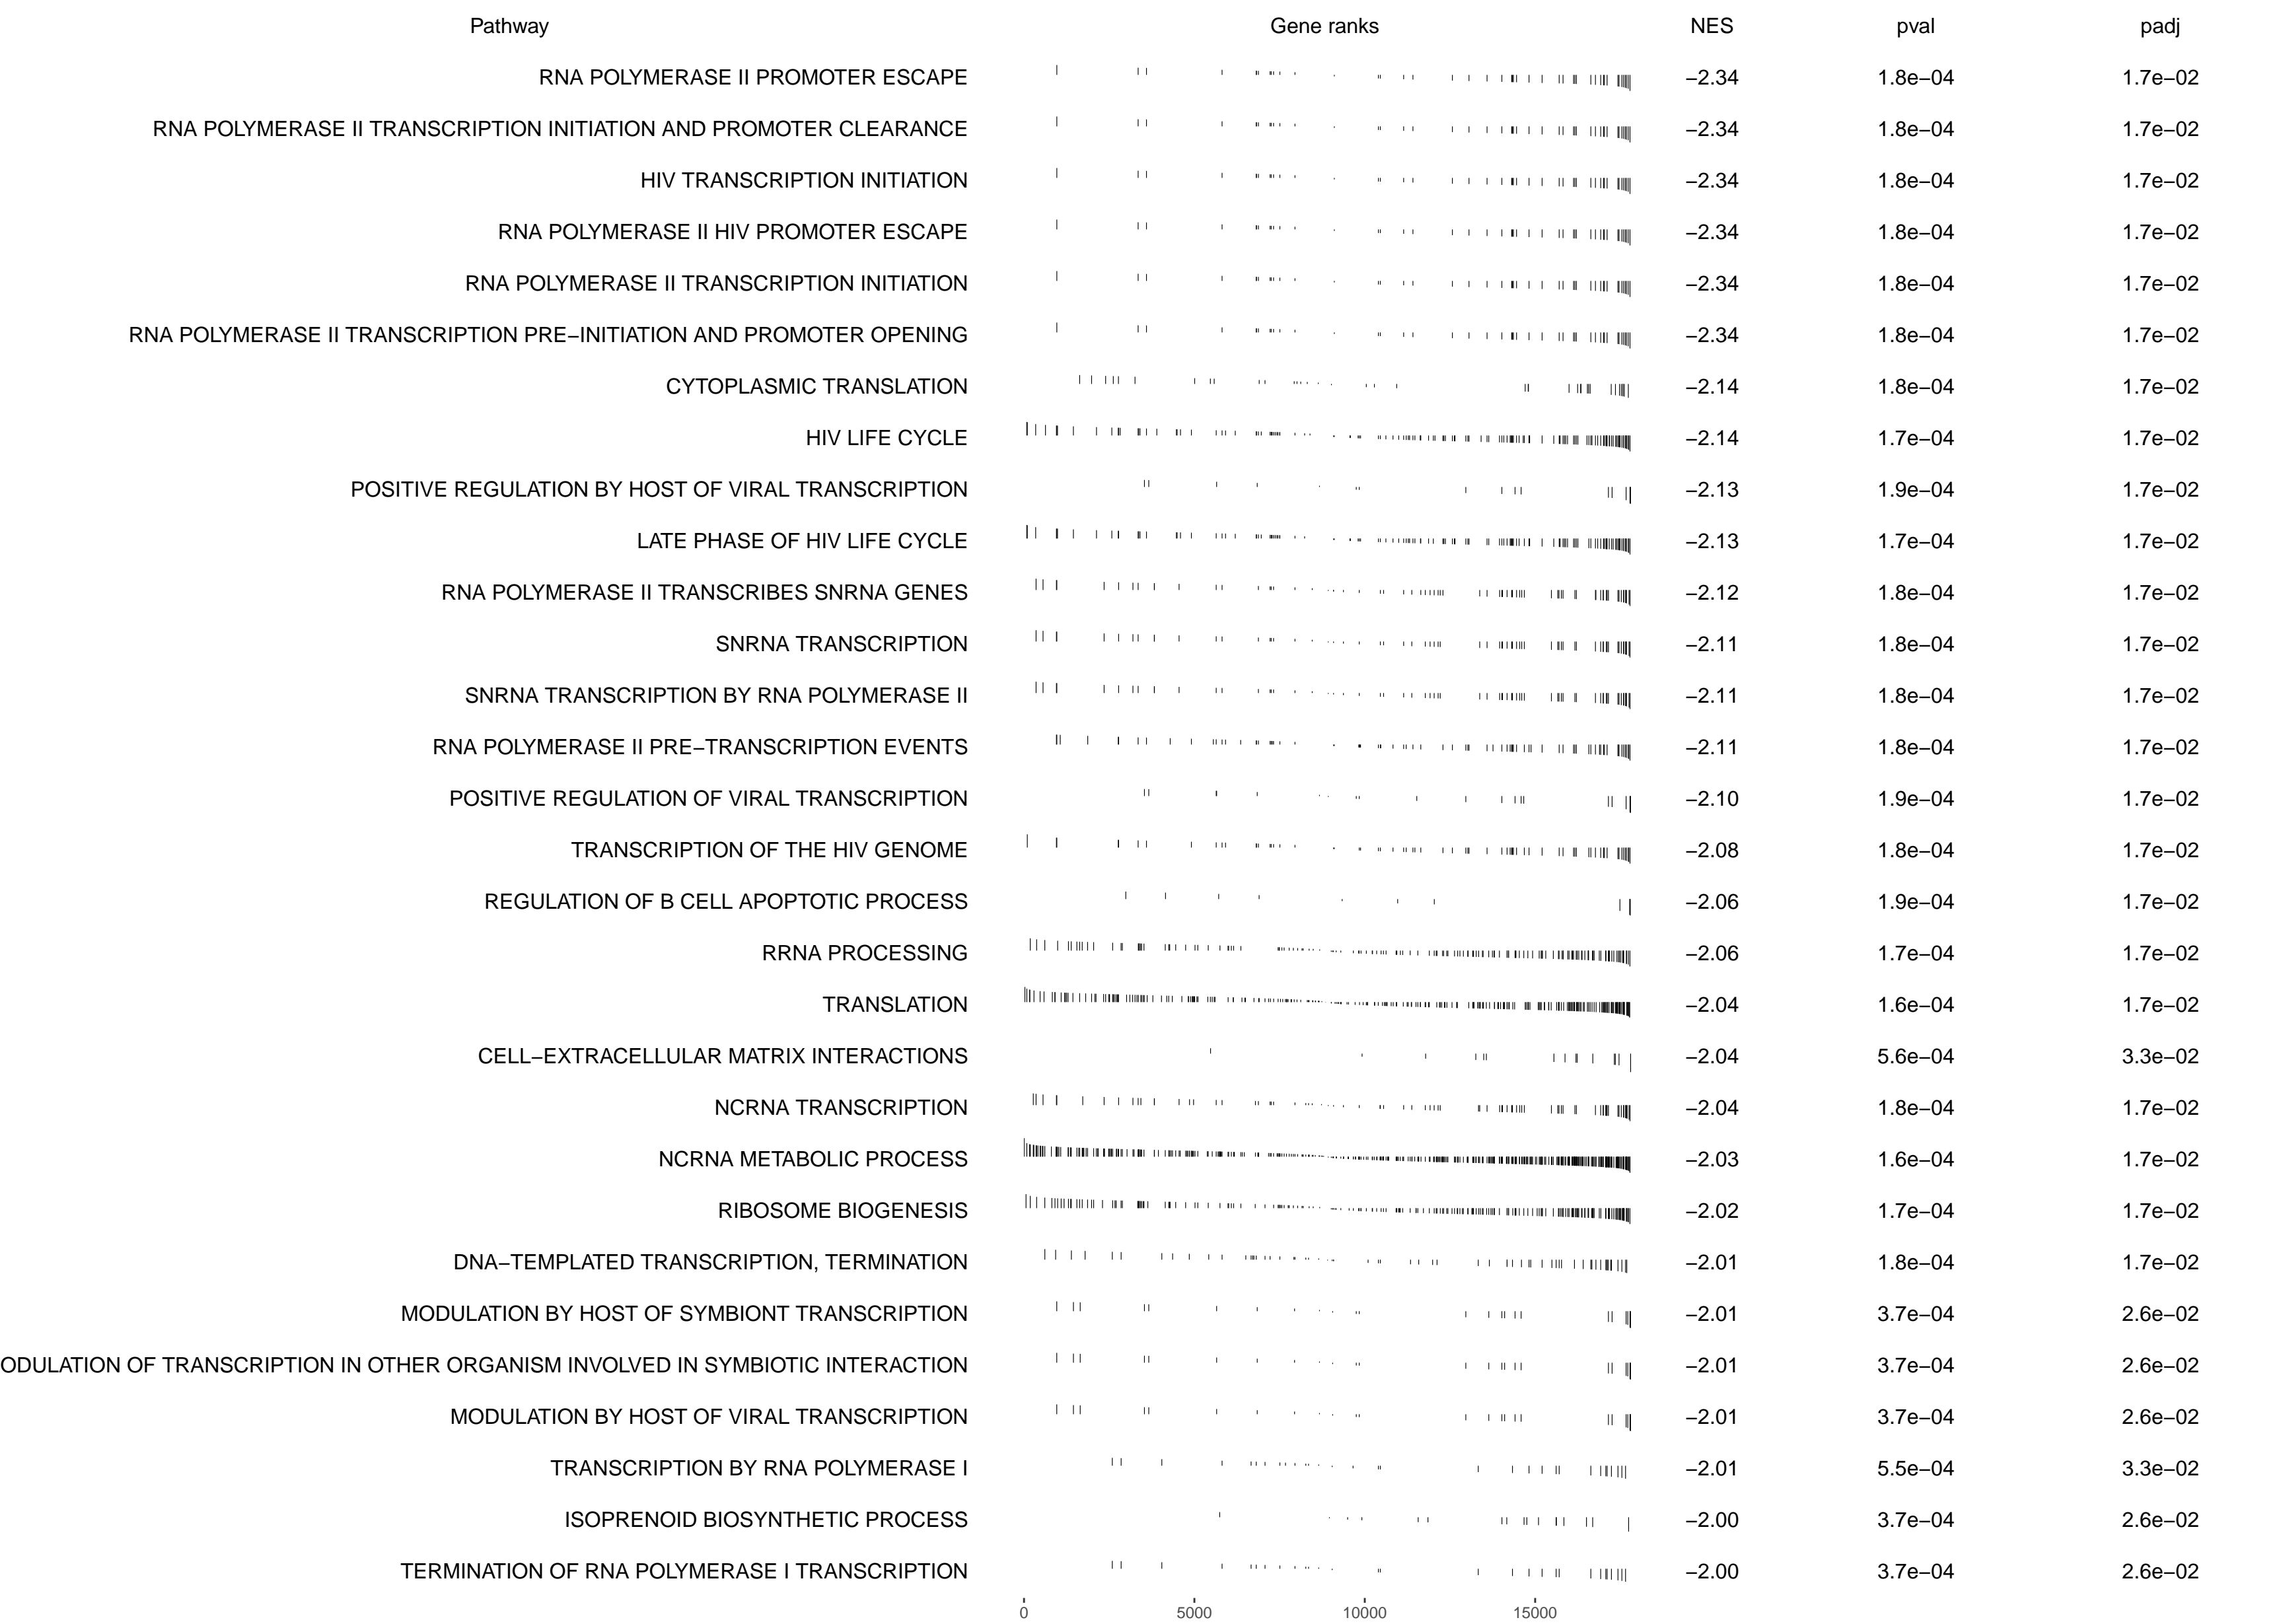 Pathway Gene ranks NES pval padj
RNA POLYMERASE II PROMOTER ESCAPE −2.34 1.8e−04 1.7e−02
RNA POLYMERASE II TRANSCRIPTION INITIATION AND PROMOTER CLEARANCE −2.34 1.8e−04 1.7e−02
HIV TRANSCRIPTION INITIATION −2.34 1.8e−04 1.7e−02
RNA POLYMERASE II HIV PROMOTER ESCAPE −2.34 1.8e−04 1.7e−02
RNA POLYMERASE II TRANSCRIPTION INITIATION −2.34 1.8e−04 1.7e−02
RNA POLYMERASE II TRANSCRIPTION PRE−INITIATION AND PROMOTER OPENING −2.34 1.8e−04 1.7e−02
CYTOPLASMIC TRANSLATION −2.14 1.8e−04 1.7e−02
HIV LIFE CYCLE −2.14 1.7e−04 1.7e−02
POSITIVE REGULATION BY HOST OF VIRAL TRANSCRIPTION −2.13 1.9e−04 1.7e−02
LATE PHASE OF HIV LIFE CYCLE −2.13 1.7e−04 1.7e−02
RNA POLYMERASE II TRANSCRIBES SNRNA GENES −2.12 1.8e−04 1.7e−02
SNRNA TRANSCRIPTION −2.11 1.8e−04 1.7e−02
SNRNA TRANSCRIPTION BY RNA POLYMERASE II −2.11 1.8e−04 1.7e−02
RNA POLYMERASE II PRE−TRANSCRIPTION EVENTS −2.11 1.8e−04 1.7e−02
POSITIVE REGULATION OF VIRAL TRANSCRIPTION −2.10 1.9e−04 1.7e−02
TRANSCRIPTION OF THE HIV GENOME −2.08 1.8e−04 1.7e−02
REGULATION OF B CELL APOPTOTIC PROCESS −2.06 1.9e−04 1.7e−02
RRNA PROCESSING −2.06 1.7e−04 1.7e−02
TRANSLATION −2.04 1.6e−04 1.7e−02
CELL−EXTRACELLULAR MATRIX INTERACTIONS −2.04 5.6e−04 3.3e−02
NCRNA TRANSCRIPTION −2.04 1.8e−04 1.7e−02
NCRNA METABOLIC PROCESS −2.03 1.6e−04 1.7e−02
RIBOSOME BIOGENESIS −2.02 1.7e−04 1.7e−02
DNA−TEMPLATED TRANSCRIPTION, TERMINATION −2.01 1.8e−04 1.7e−02
MODULATION BY HOST OF SYMBIONT TRANSCRIPTION −2.01 3.7e−04 2.6e−02
ODULATION OF TRANSCRIPTION IN OTHER ORGANISM INVOLVED IN SYMBIOTIC INTERACTION −2.01 3.7e−04 2.6e−02
MODULATION BY HOST OF VIRAL TRANSCRIPTION −2.01 3.7e−04 2.6e−02
TRANSCRIPTION BY RNA POLYMERASE I −2.01 5.5e−04 3.3e−02
ISOPRENOID BIOSYNTHETIC PROCESS −2.00 3.7e−04 2.6e−02
TERMINATION OF RNA POLYMERASE I TRANSCRIPTION −2.00 3.7e−04 2.6e−02
0 5000 10000 15000